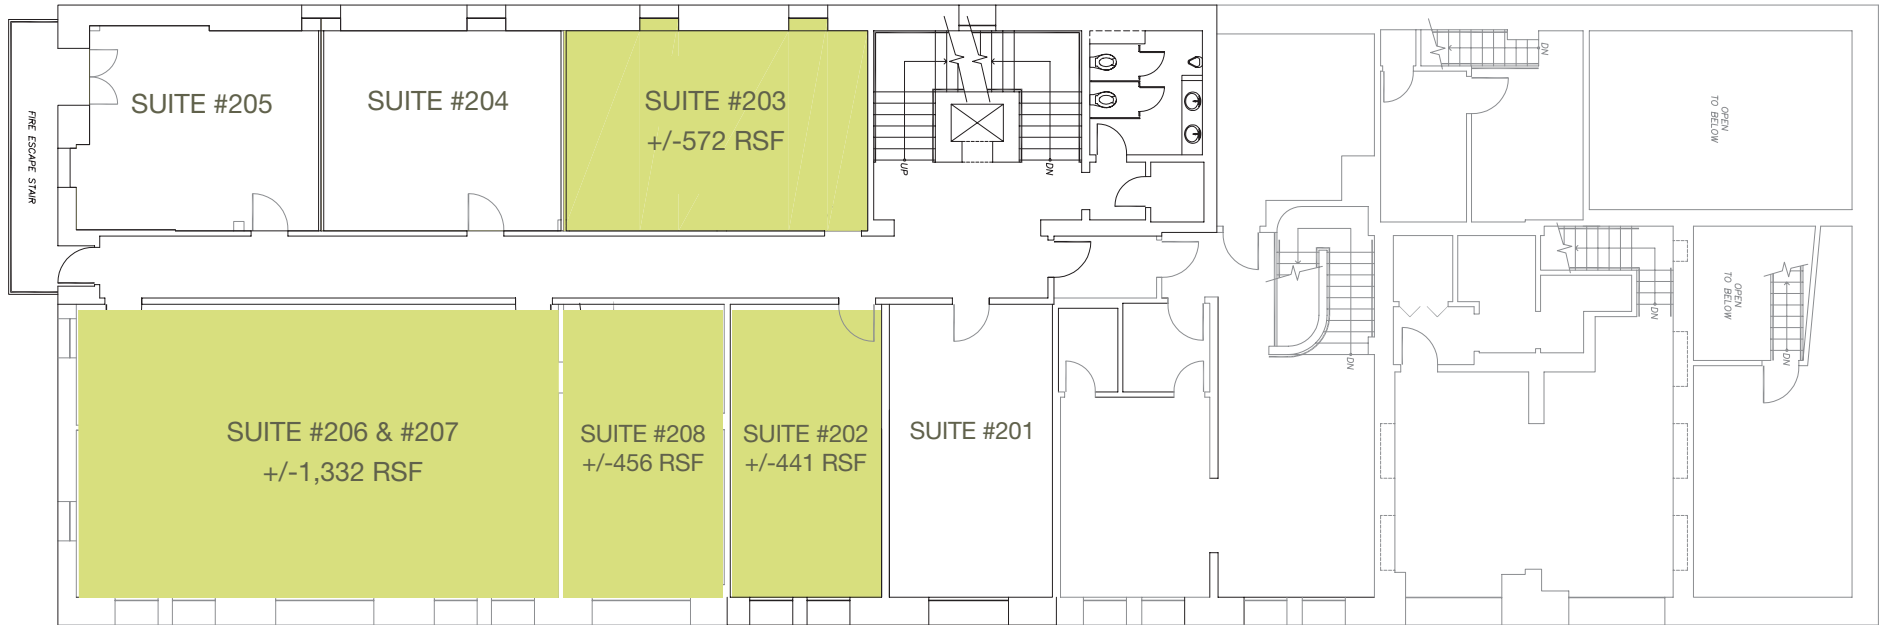 SUITE #205
SUITE #204
SUITE #203
+/-572 RSF
FIRE ESCAPE STAIR
UP
DN
DN
OPEN
TO BELOW
OPEN
TO BELOW
DN
DN
DN
SUITE #206 & #207
+/-1,332 RSF
SUITE #208
+/-456 RSF
SUITE #202
+/-441 RSF
SUITE #201